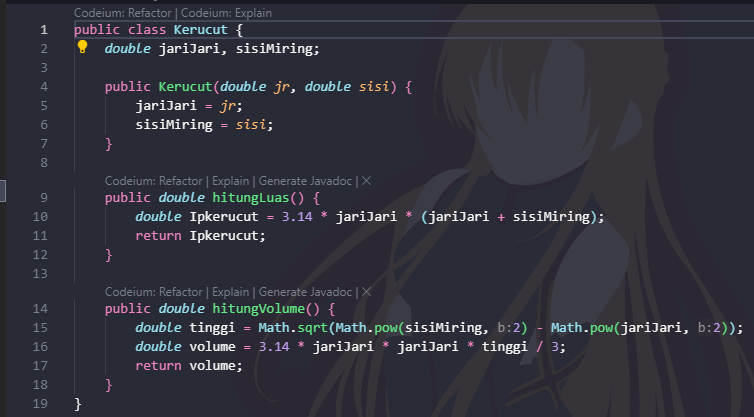 Codeium: Refactor | Codeium: Explain
1 public class Kerucut {
2     double jariJari, sisiMiring;
3
4     public Kerucut(double jr, double sisi) {
5         jariJari = jr;
6         sisiMiring = sisi;
7     }
8
Codeium: Refactor | Explain | Generate Javadoc | ×
9     public double hitungLuas() {
10         double Ipkerucut = 3.14 * jariJari * (jariJari + sisiMiring);
11         return Ipkerucut;
12     }
13
Codeium: Refactor | Explain | Generate Javadoc | ×
14     public double hitungVolume() {
15         double tinggi = Math.sqrt(Math.pow(sisiMiring, b:2) - Math.pow(jariJari, b:2));
16         double volume = 3.14 * jariJari * jariJari * tinggi / 3;
17         return volume;
18     }
19 }